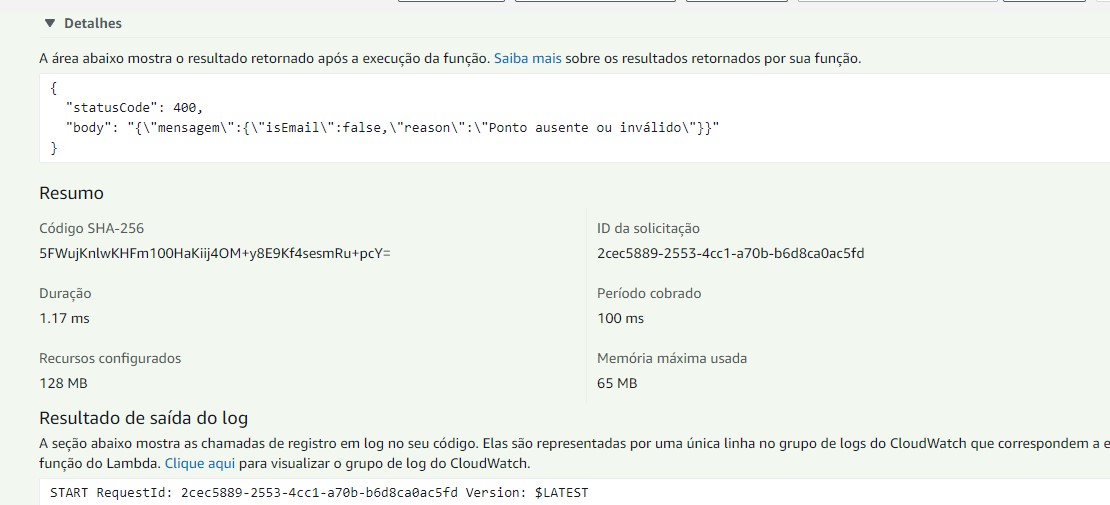 ▼ Detalhes
A área abaixo mostra o resultado retornado após a execução da função. Saiba mais sobre os resultados retornados por sua função.
{
  "statusCode": 400,
  "body": "{\"mensagem\":{\"isEmail\":false,\"reason\":\"Ponto ausente ou inválido\"}}"
}
Resumo
Código SHA-256
5FWujKnlwKHFm100HaKiij4OM+y8E9Kf4sesmRu+pcY=
ID da solicitação
2cec5889-2553-4cc1-a70b-b6d8ca0ac5fd
Duração
1.17 ms
Período cobrado
100 ms
Recursos configurados
128 MB
Memória máxima usada
65 MB
Resultado de saída do log
A seção abaixo mostra as chamadas de registro em log no seu código. Elas são representadas por uma única linha no grupo de logs do CloudWatch que correspondem a e
função do Lambda. Clique aqui para visualizar o grupo de log do CloudWatch.
START RequestId: 2cec5889-2553-4cc1-a70b-b6d8ca0ac5fd Version: $LATEST